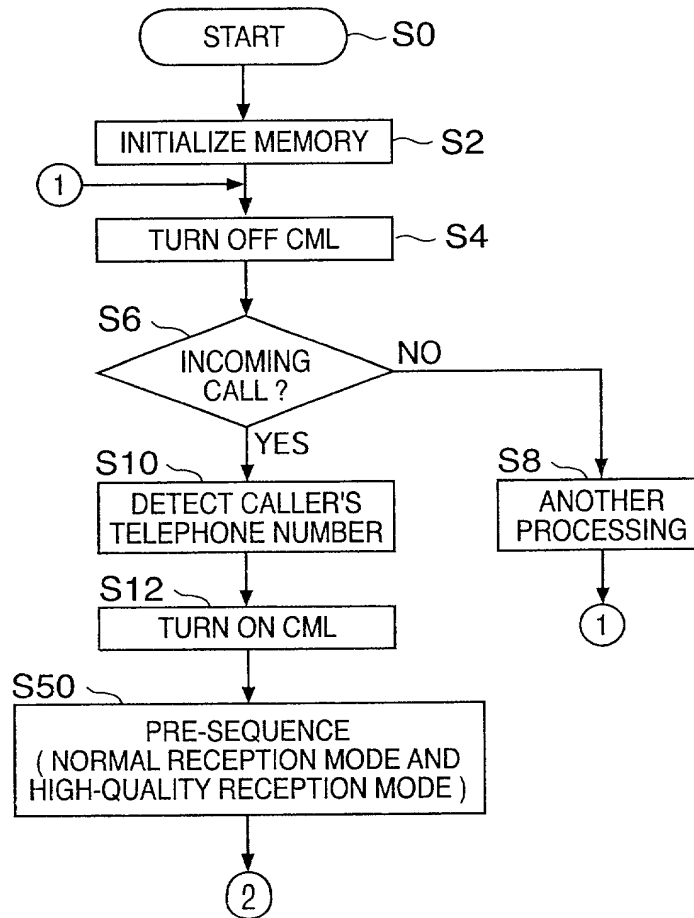 START
S0
INITIALIZE MEMORY
S2
1
TURN OFF CML
S4
S6
INCOMING
CALL ?
NO
YES
S10
DETECT CALLER'S
TELEPHONE NUMBER
S8
ANOTHER
PROCESSING
S12
TURN ON CML
1
S50
PRE-SEQUENCE
( NORMAL RECEPTION MODE AND
HIGH-QUALITY RECEPTION MODE )
2